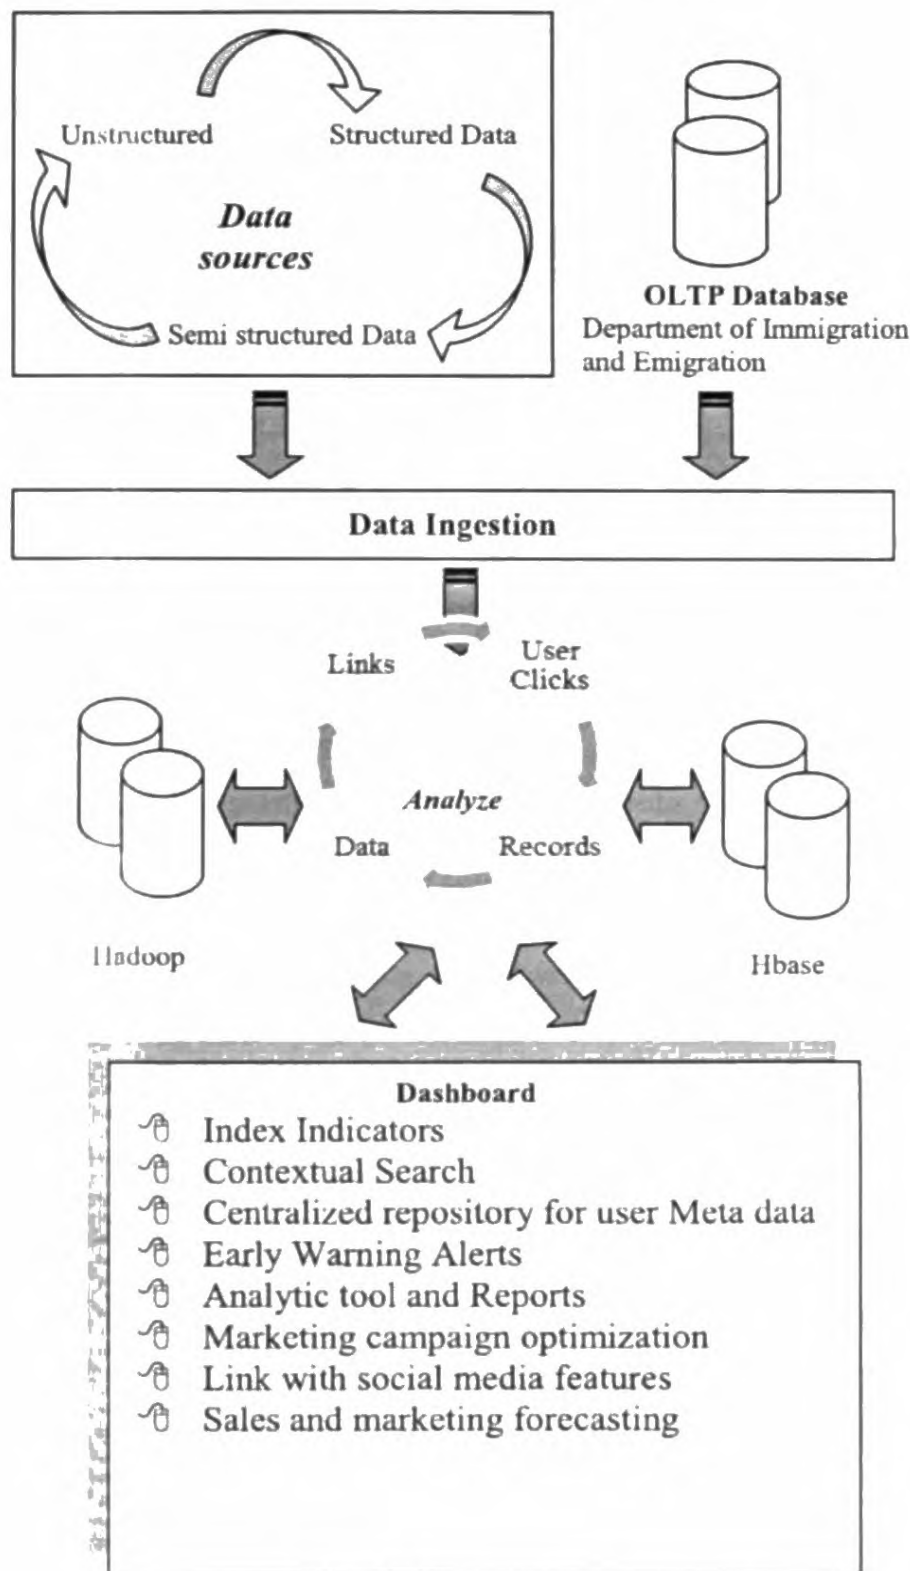 Unstructured
Structured Data
Data
sources
Semi structured Data
OLTP Database
Department of Immigration
and Emigration
Data Ingestion
Links
User
Clicks
Analyze
Data
Records
Hadoop
Hbase
Dashboard
Index Indicators
Contextual Search
Centralized repository for user Meta data
Early Warning Alerts
Analytic tool and Reports
Marketing campaign optimization
Link with social media features
Sales and marketing forecasting